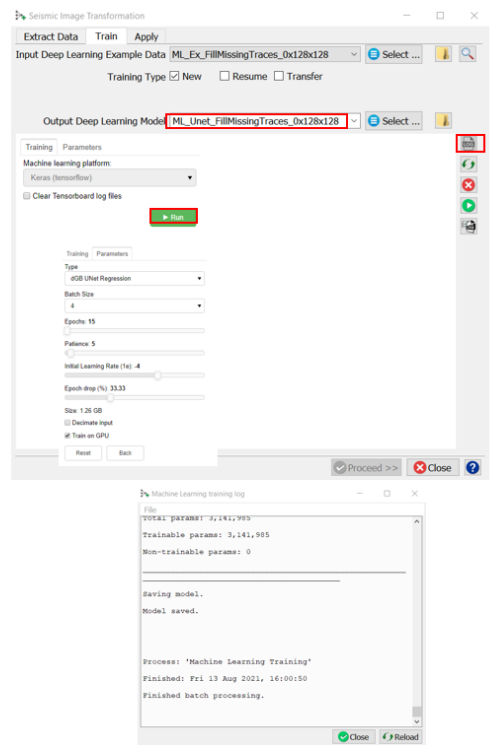 Seismic Image Transformation
Extract Data Train Apply
Input Deep Learning Example Data ML_Ex_FillMissingTraces_0x128x128 Select ...
Training Type New Resume Transfer
Output Deep Learning Model ML_Unet_FillMissingTraces_0x128x128 Select ...
Training Parameters
Machine learning platform:
Keras (tensorflow)
Clear Tensorboard log files
Run
Training Parameters
Type
dGB UNet Regression
Batch Size
4
Epochs: 15
Patience: 5
Initial Learning Rate (1e): -4
Epoch drop (%): 33.33
Size: 1.26 GB
Decimate input
Train on GPU
Reset Back
Proceed >> Close ?
Machine Learning training log
File
Total params: 3,141,985
Trainable params: 3,141,985
Non-trainable params: 0
Saving model.
Model saved.
Process: 'Machine Learning Training'
Finished: Fri 13 Aug 2021, 16:00:50
Finished batch processing.
Close Reload